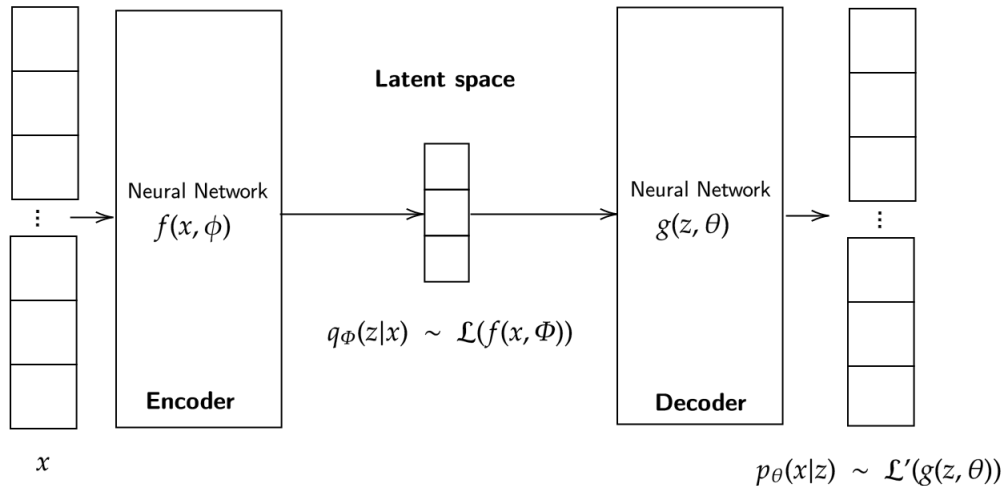 Latent space
Neural Network
f(x, ϕ)
Neural Network
g(z, θ)
⋮
⋮
q_Φ(z|x) ∼ 𝔏(f(x, Φ))
Encoder
Decoder
x
p_θ(x|z) ∼ 𝔏′(g(z, θ))